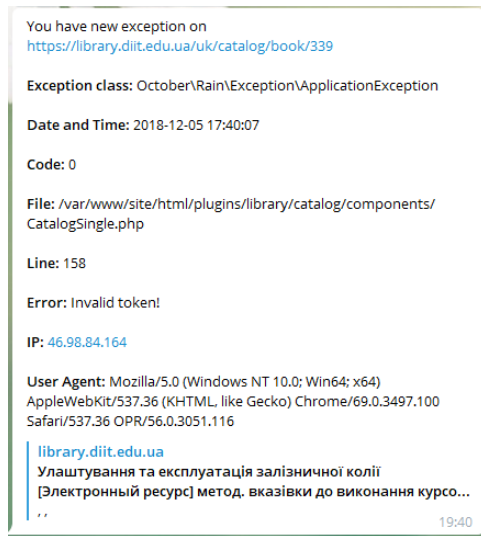 You have new exception on
https://library.diit.edu.ua/uk/catalog/book/339
Exception class: October\Rain\Exception\ApplicationException
Date and Time: 2018-12-05 17:40:07
Code: 0
File: /var/www/site/html/plugins/library/catalog/components/
CatalogSingle.php
Line: 158
Error: Invalid token!
IP: 46.98.84.164
User Agent: Mozilla/5.0 (Windows NT 10.0; Win64; x64)
AppleWebKit/537.36 (KHTML, like Gecko) Chrome/69.0.3497.100
Safari/537.36 OPR/56.0.3051.116
library.diit.edu.ua
Улаштування та експлуатація залізничної колії
[Электронный ресурс] метод. вказівки до виконання курсо...
, ,
19:40